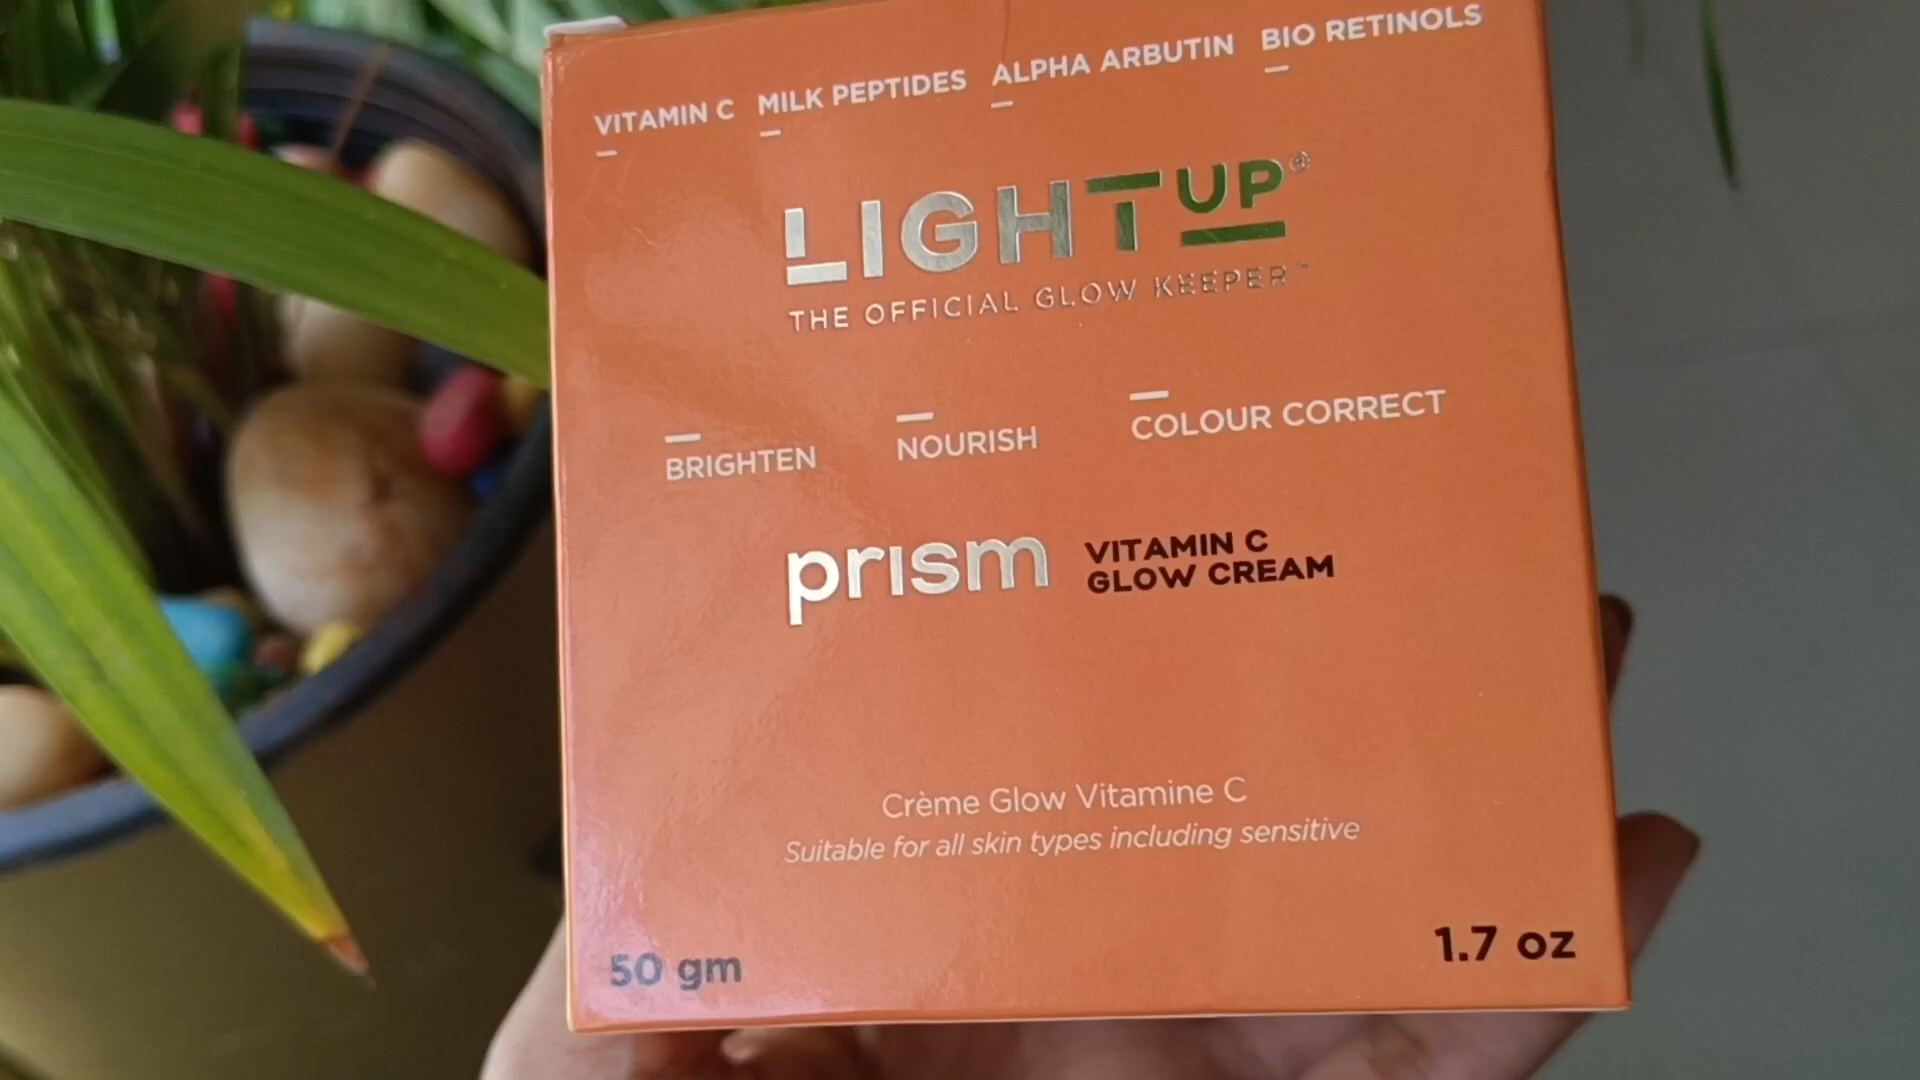 VITAMIN C MILK PEPTIDES ALPHA ARBUTIN BIO RETINOLS
LIGHTUP®
THE OFFICIAL GLOW KEEPER™
BRIGHTEN NOURISH COLOUR CORRECT
prism VITAMIN C
GLOW CREAM
Crème Glow Vitamine C
Suitable for all skin types including sensitive
50 gm 1.7 oz